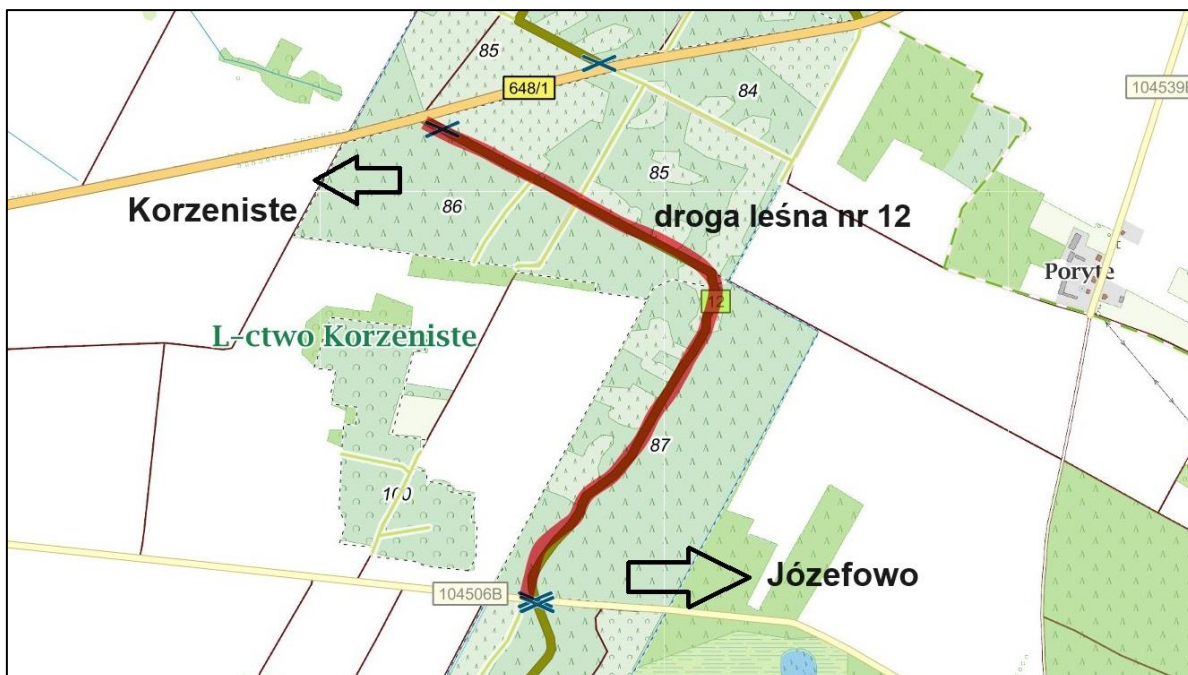 85
84
648/1
104539B
85
Korzeniste
86
droga leśna nr 12
Poryte
12
L-ctwo Korzeniste
87
100
104506B
Józefowo